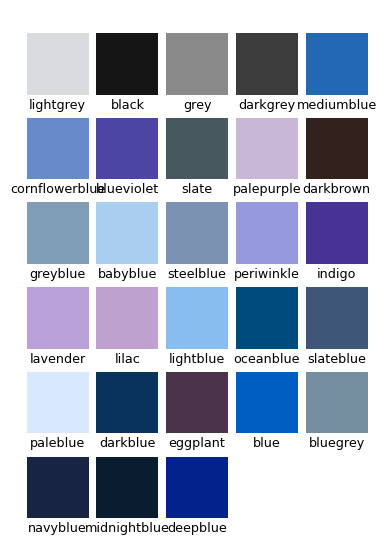 lightgrey black grey darkgrey mediumblue
cornflowerblue blueviolet slate palepurple darkbrown
greyblue babyblue steelblue periwinkle indigo
lavender lilac lightblue oceanblue slateblue
paleblue darkblue eggplant blue bluegrey
navyblue midnightblue deepblue